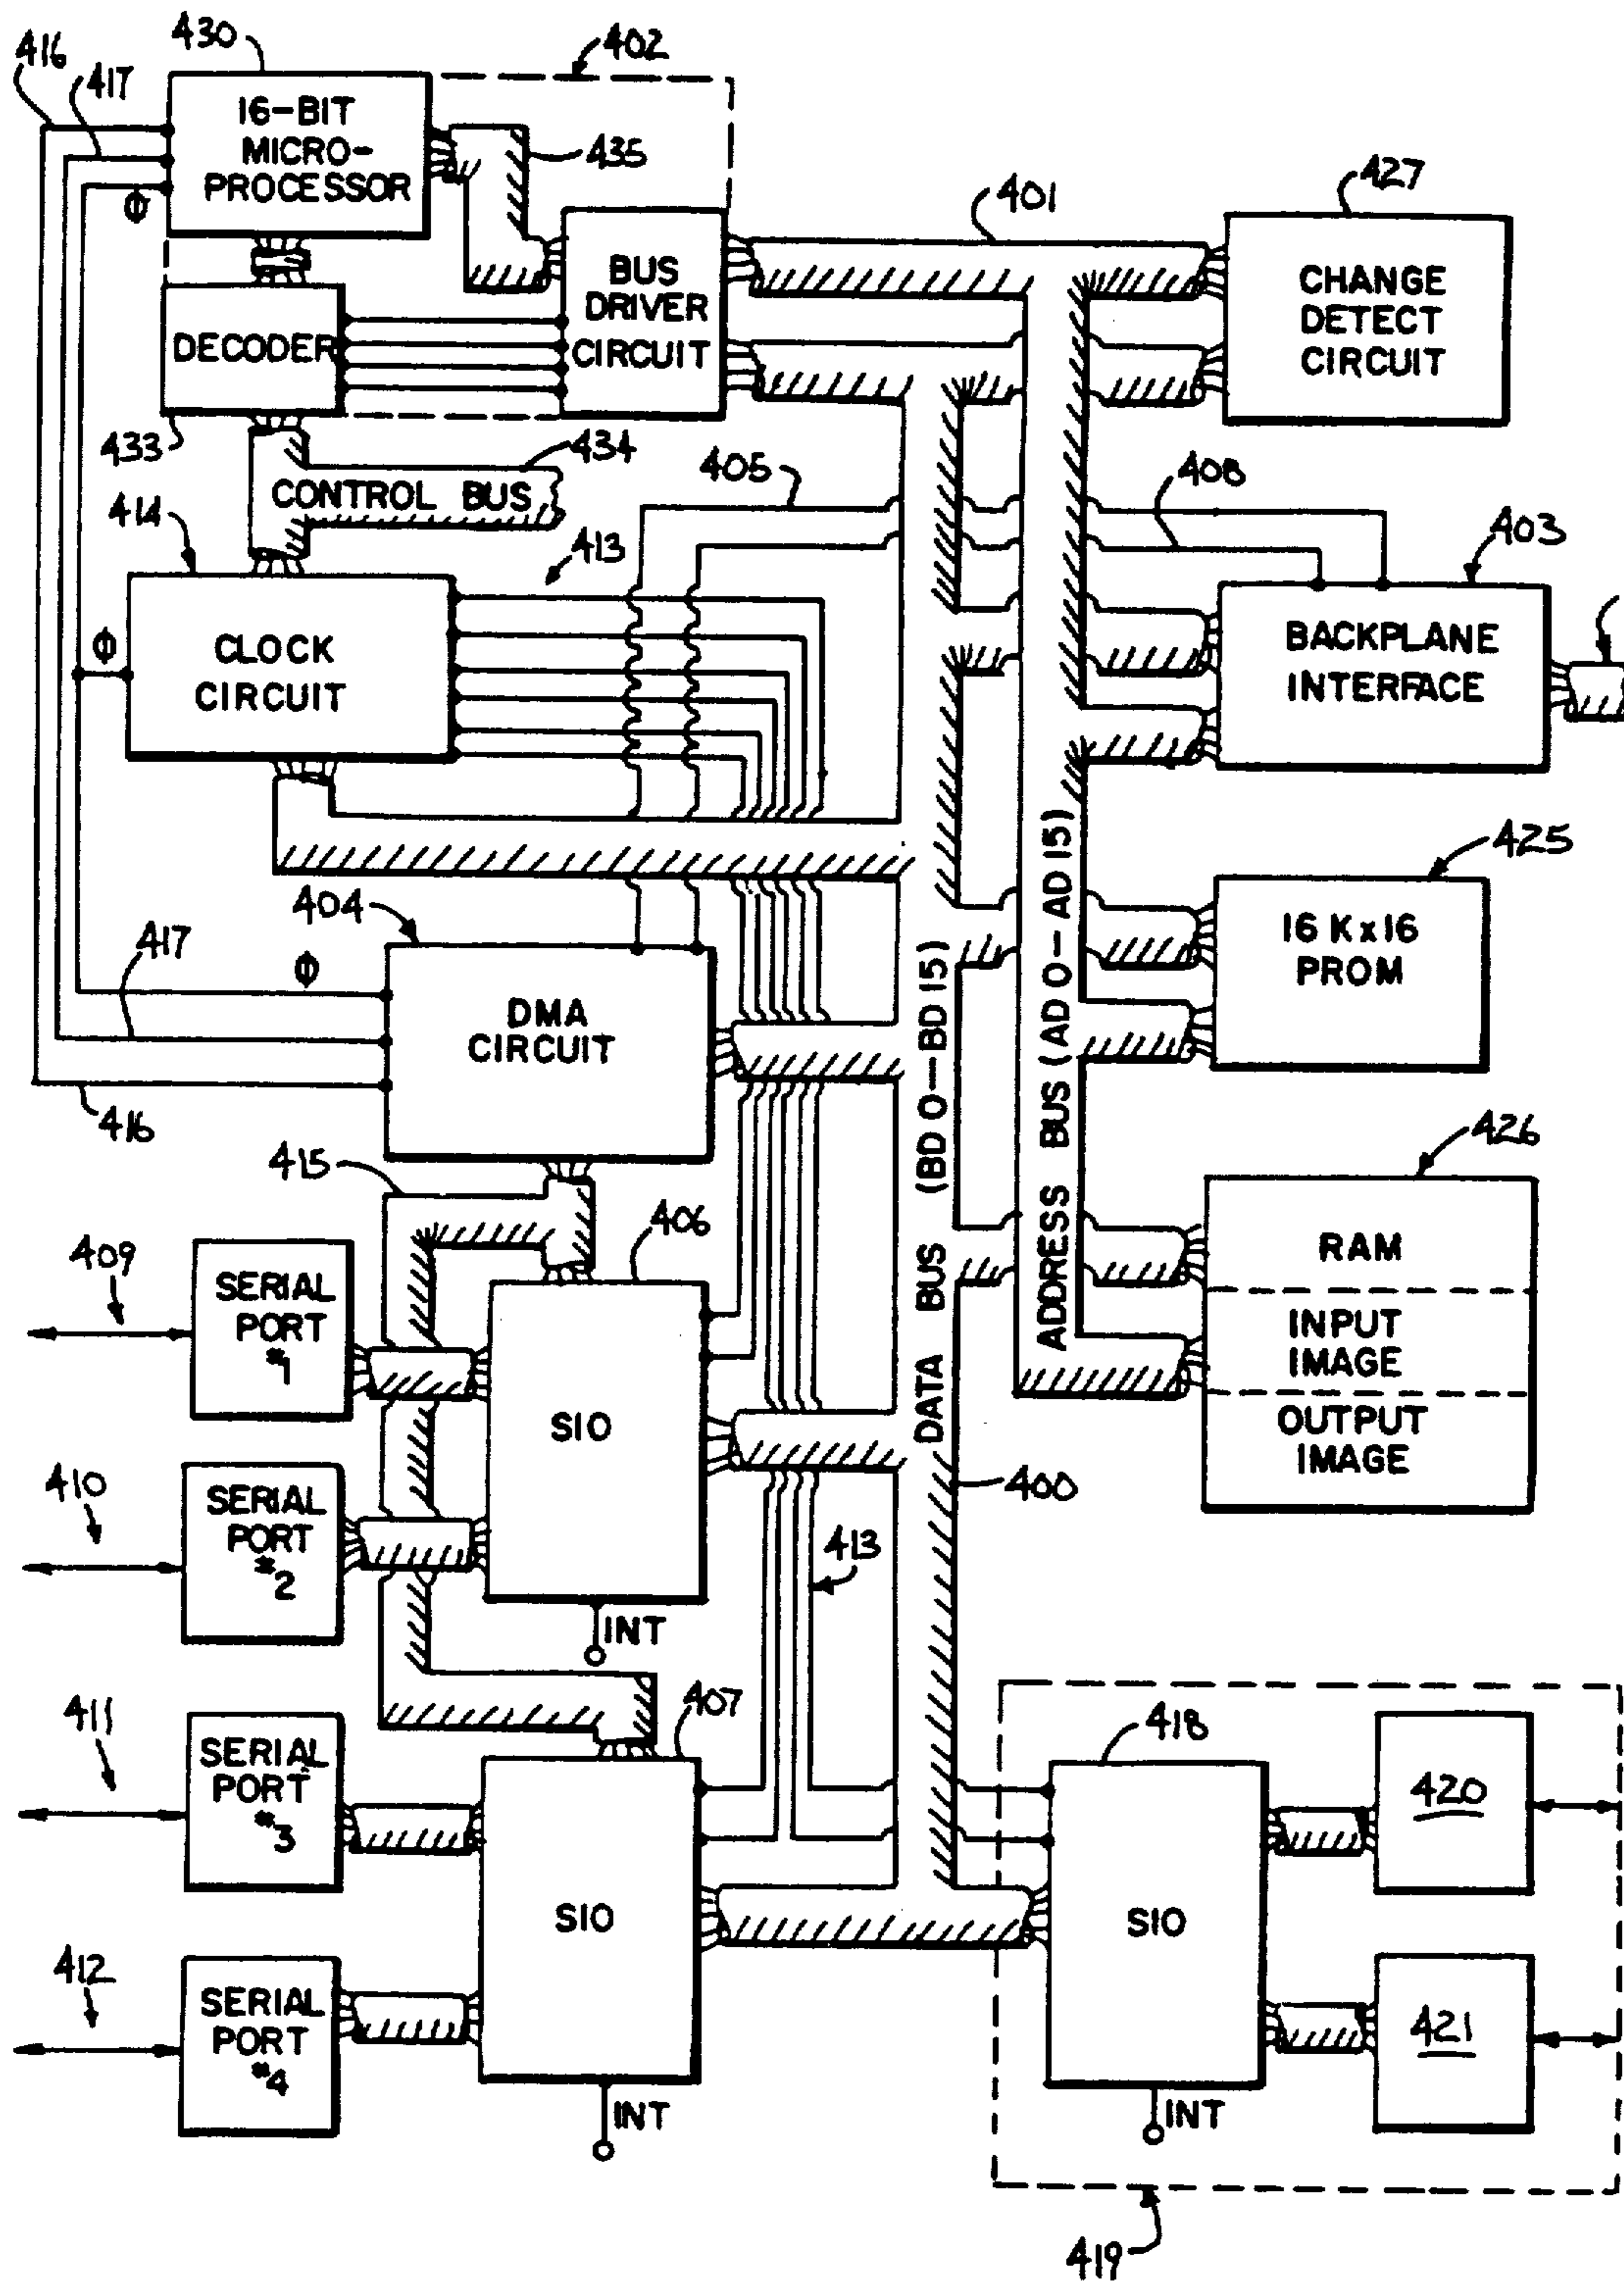 430
402
416
417
16-BIT
MICRO-
PROCESSOR
Φ
435
401
427
BUS
DRIVER
CIRCUIT
CHANGE
DETECT
CIRCUIT
DECODER
433
434
CONTROL BUS
405
408
414
413
403
CLOCK
CIRCUIT
Φ
BACKPLANE
INTERFACE
425
16 K x 16
PROM
404
417
Φ
DMA
CIRCUIT
416
DATA BUS (BD 0—BD 15)
ADDRESS BUS (AD 0—AD 15)
415
406
426
RAM
INPUT
IMAGE
OUTPUT
IMAGE
409
SERIAL
PORT
#1
SIO
400
410
SERIAL
PORT
#2
413
INT
407
411
SERIAL
PORT
#3
418
420
SIO
SIO
412
SERIAL
PORT
#4
421
INT
INT
419